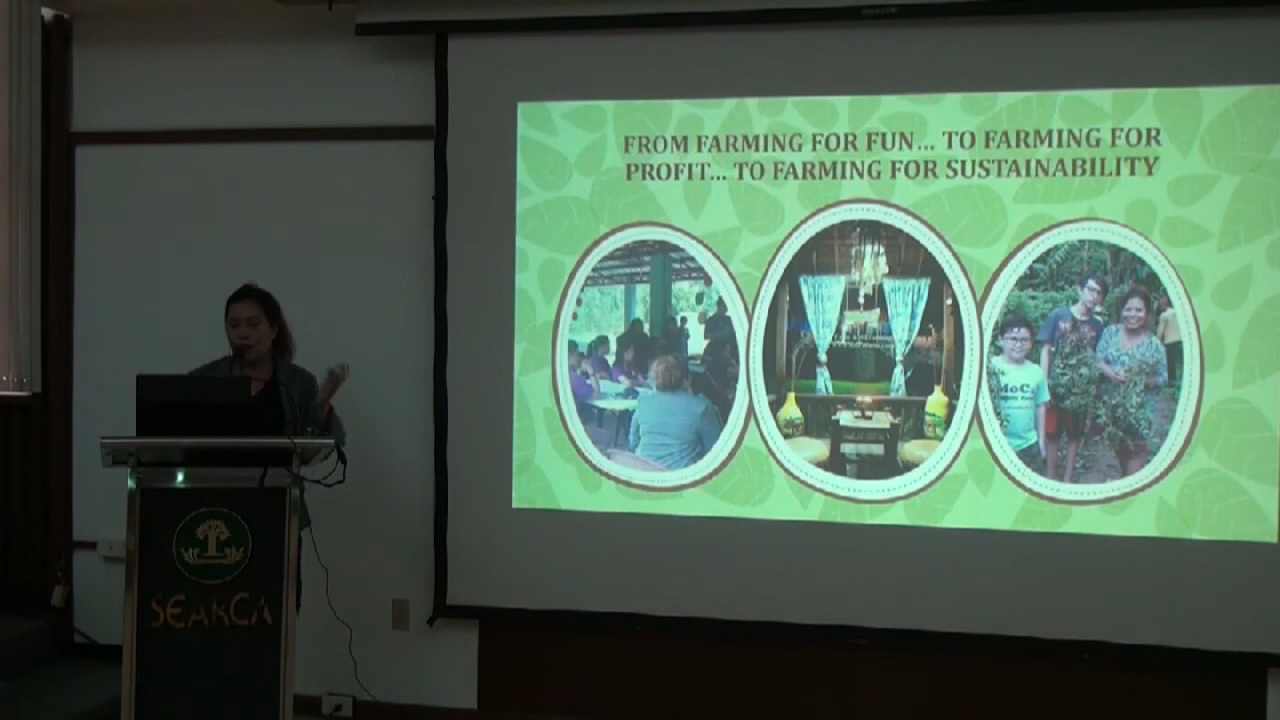 FROM FARMING FOR FUN... TO FARMING FOR
PROFIT... TO FARMING FOR SUSTAINABILITY
MoCA
SEARCA